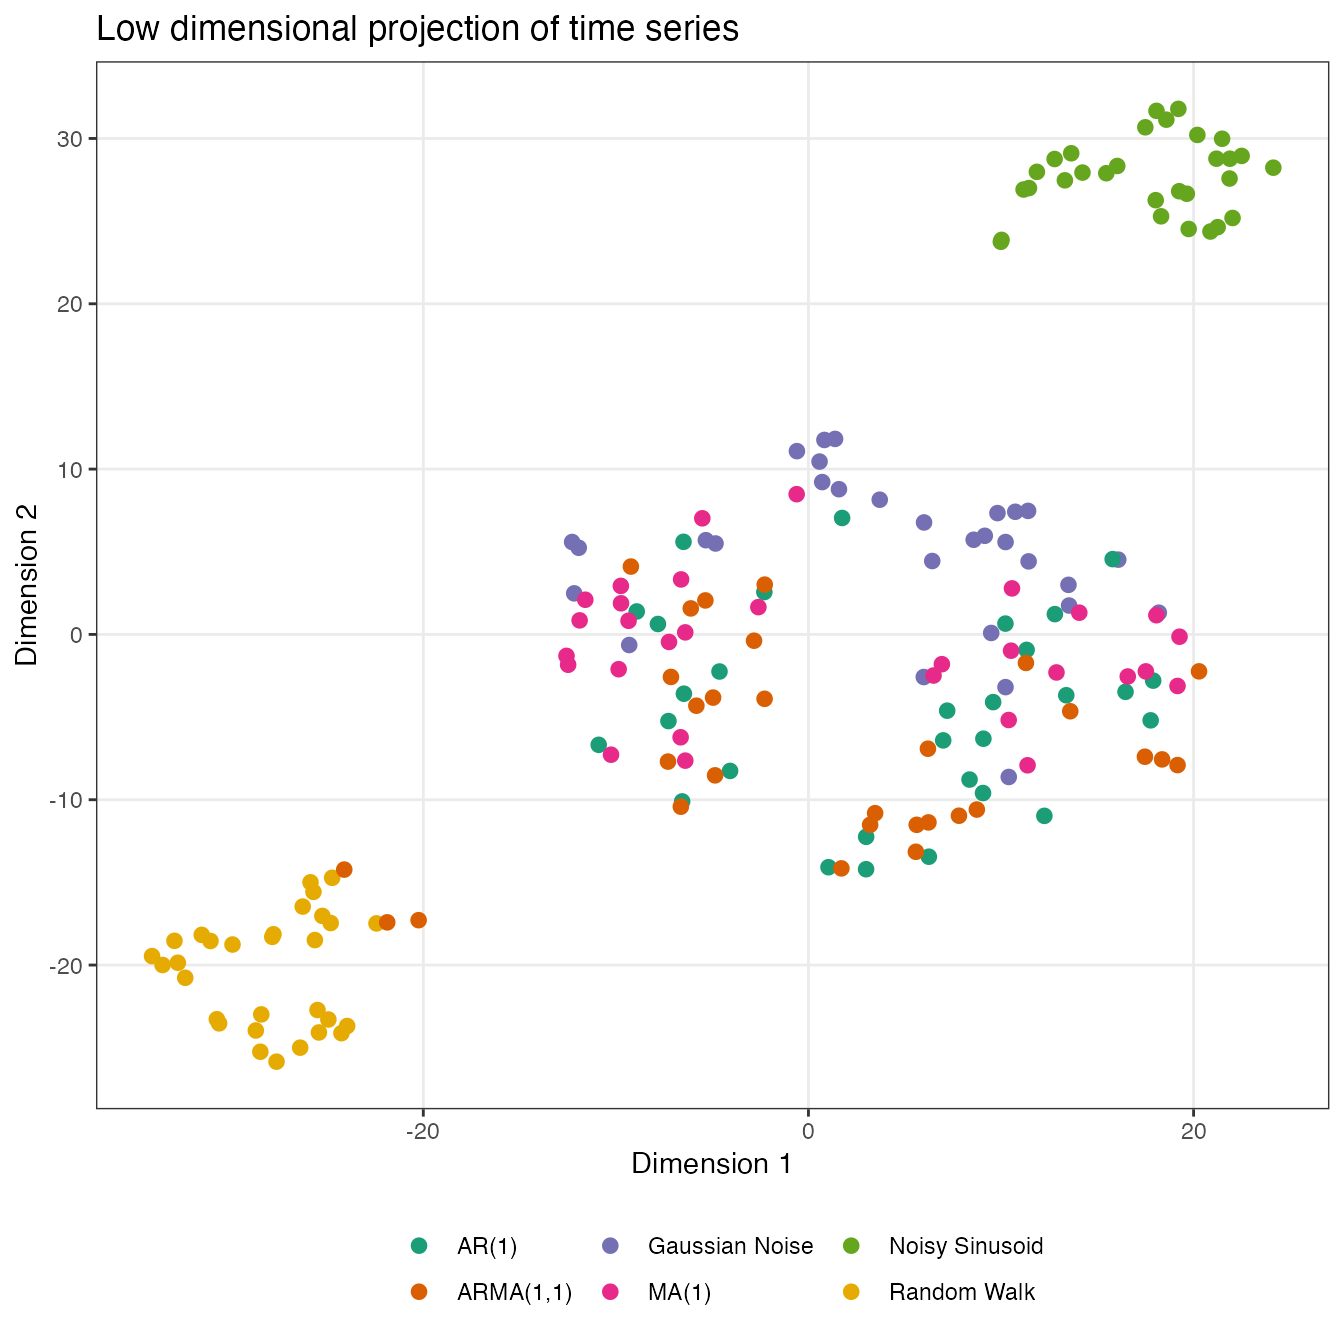 Low dimensional projection of time series
Dimension 2
30
20
10
0
-10
-20
-20 0 20
Dimension 1
AR(1) Gaussian Noise Noisy Sinusoid
ARMA(1,1) MA(1) Random Walk